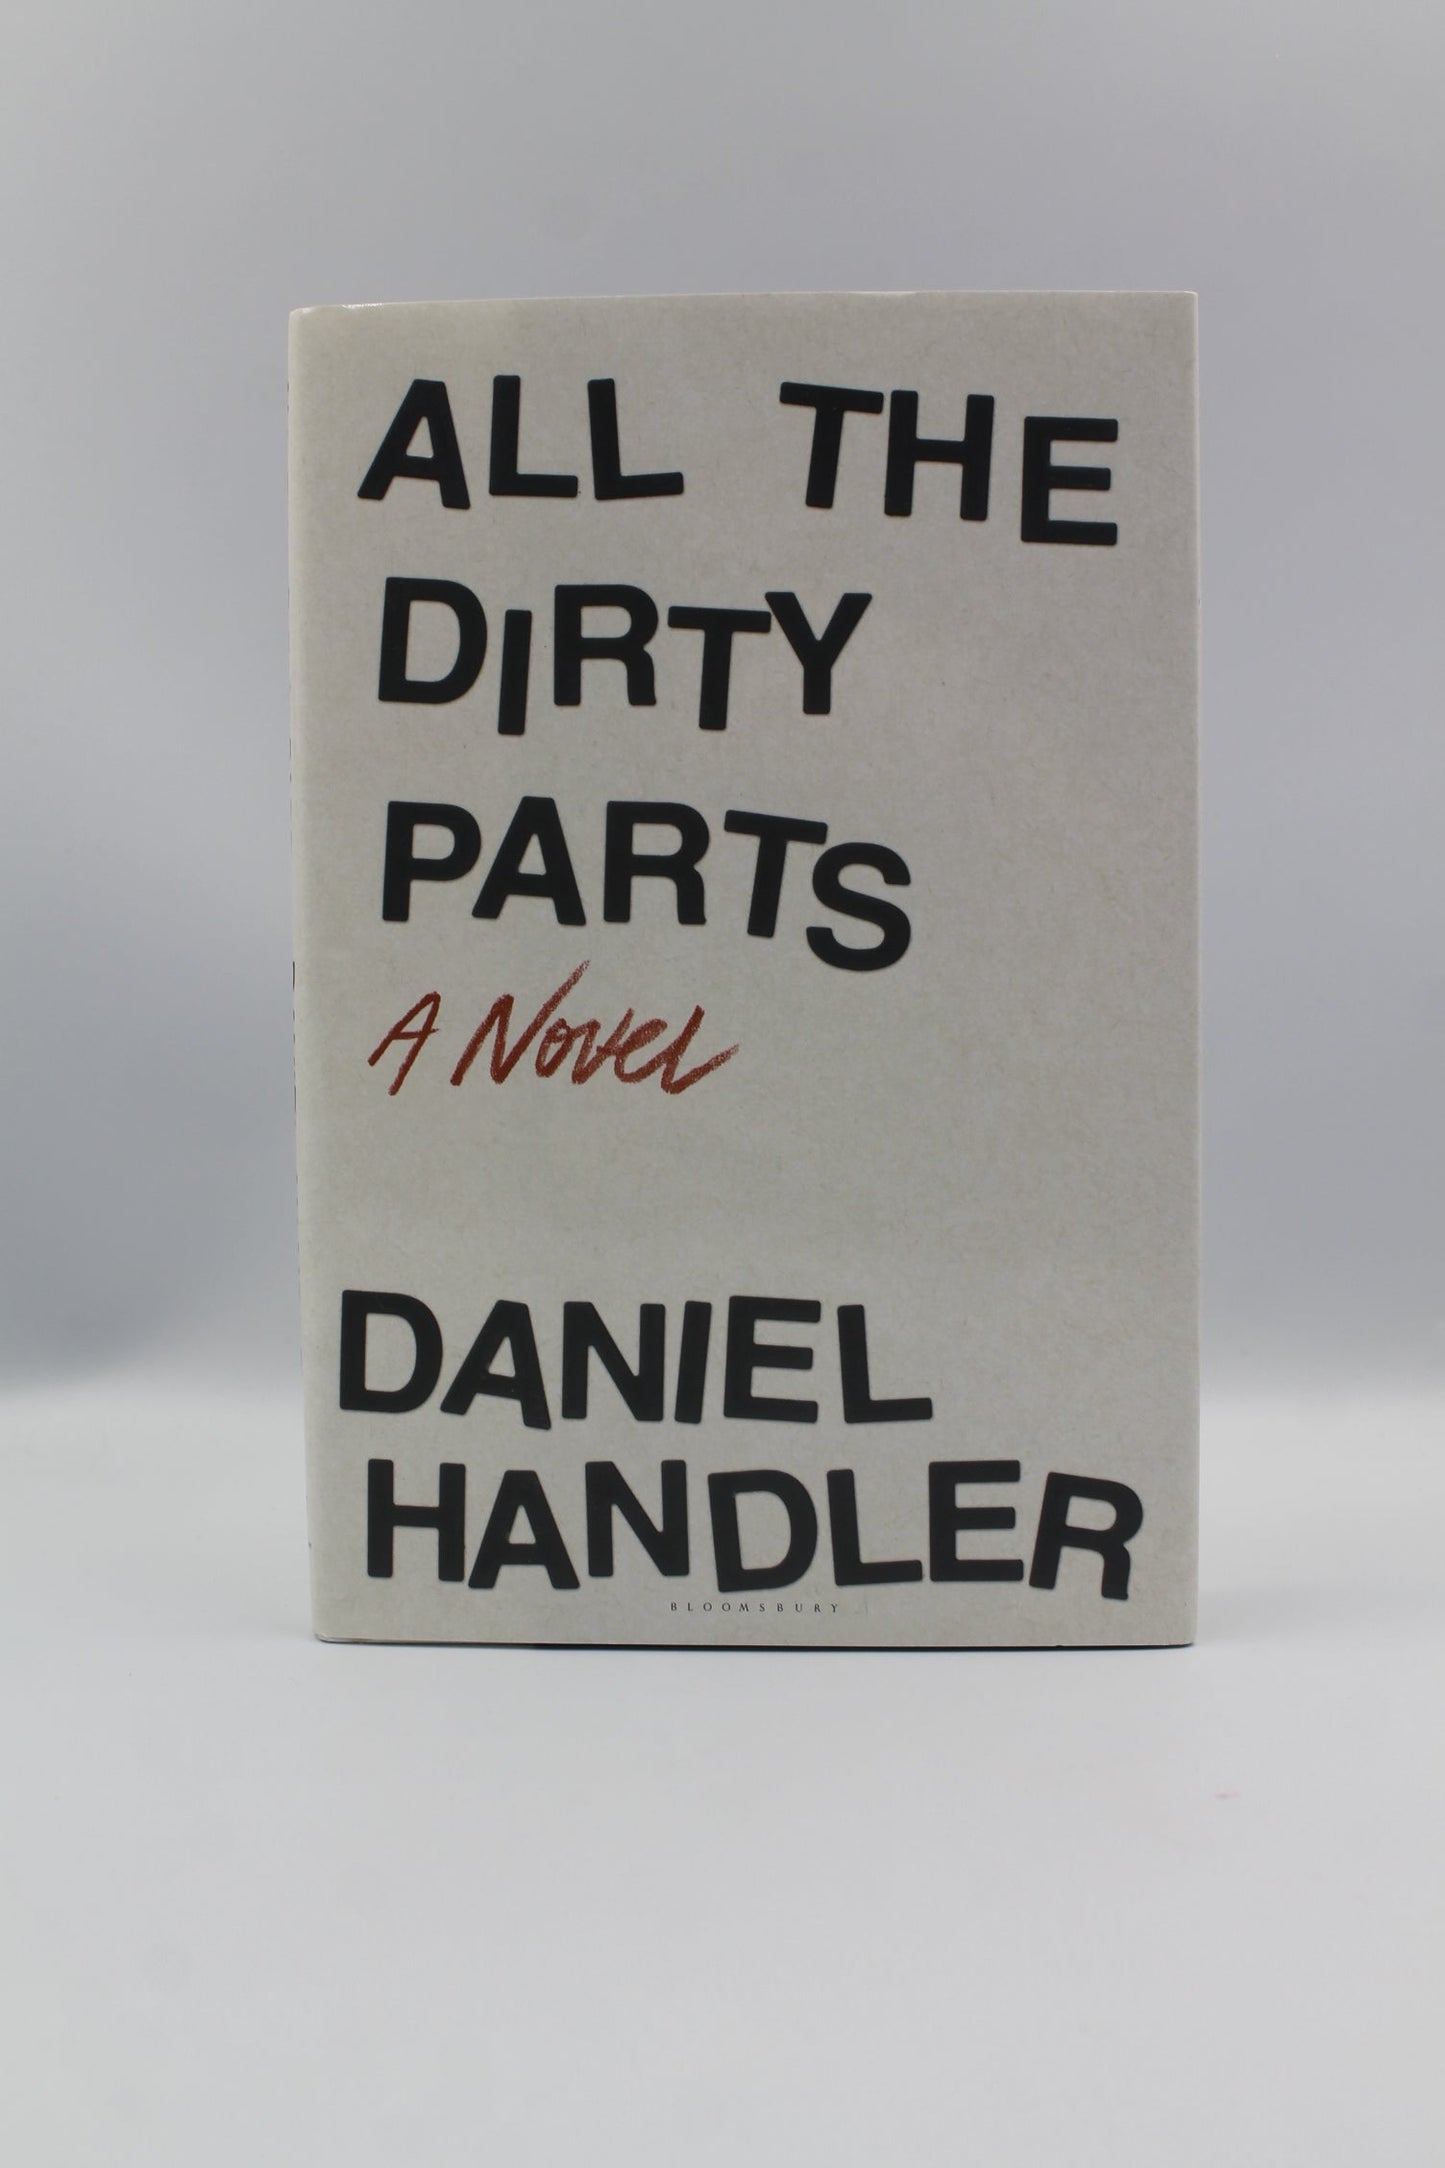 ALL THE
DIRTY
PARTS
A Novel
DANIEL
HANDLER
BLOOMSBURY